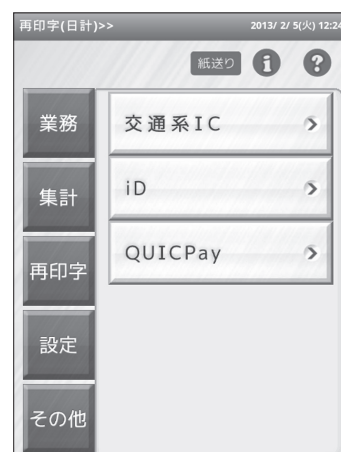 再印字(日計)>>
2013/ 2/ 5(火) 12:24
紙送り
i
?
業務
集計
再印字
設定
その他
交通系IC
iD
QUICPay